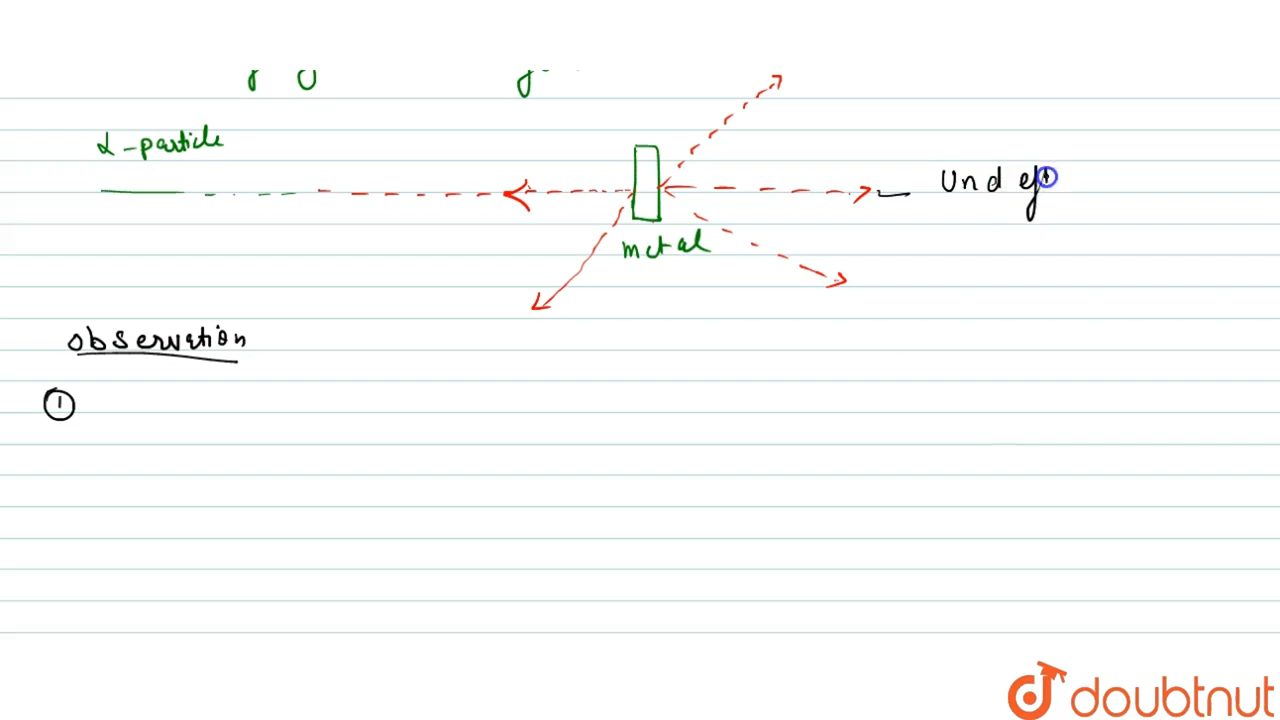 α-particle
Undef
metal
observation
①
doubtnut